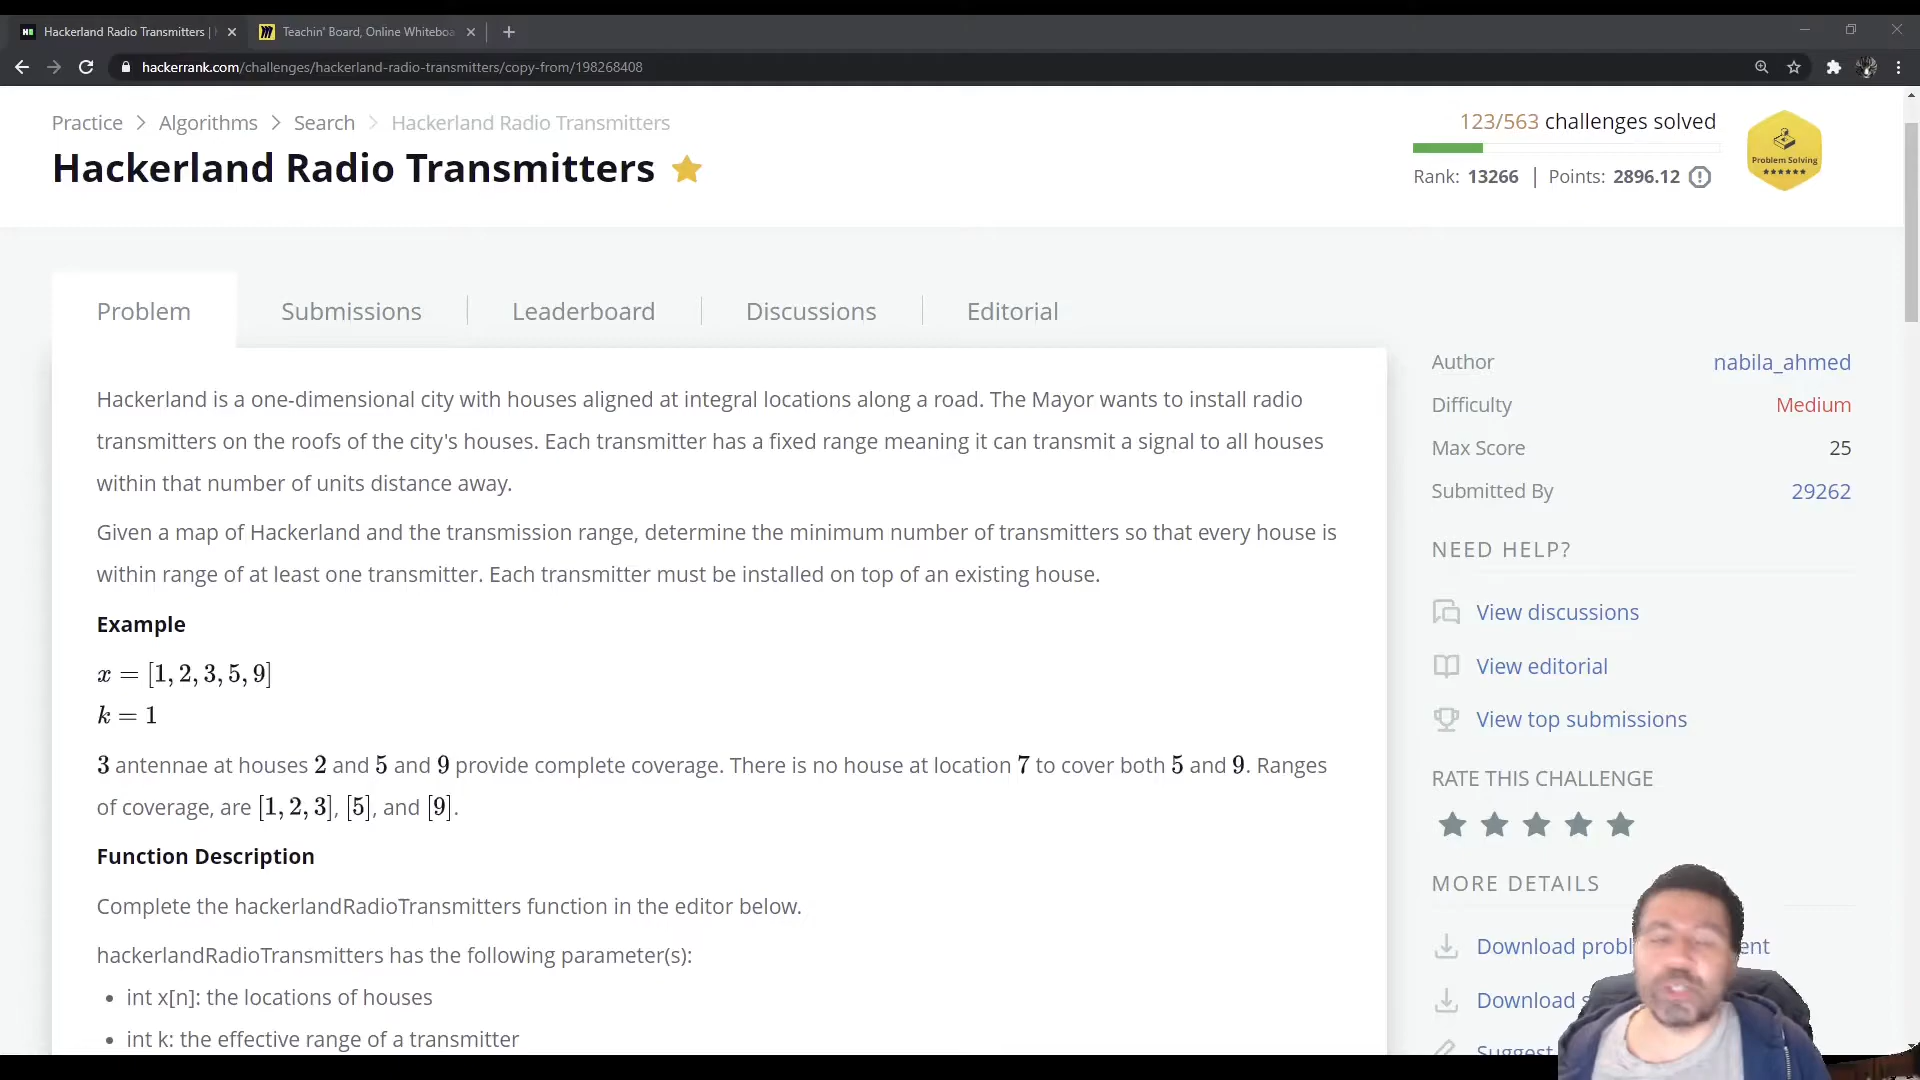 Hackerland Radio Transmitters |
Teachin' Board, Online Whiteboa
hackerrank.com/challenges/hackerland-radio-transmitters/copy-from/198268408
Practice > Algorithms > Search > Hackerland Radio Transmitters
Hackerland Radio Transmitters
123/563 challenges solved
Rank: 13266 | Points: 2896.12
Problem Solving
Problem
Submissions
Leaderboard
Discussions
Editorial
Hackerland is a one-dimensional city with houses aligned at integral locations along a road. The Mayor wants to install radio
transmitters on the roofs of the city's houses. Each transmitter has a fixed range meaning it can transmit a signal to all houses
within that number of units distance away.
Given a map of Hackerland and the transmission range, determine the minimum number of transmitters so that every house is
within range of at least one transmitter. Each transmitter must be installed on top of an existing house.
Example
x = [1, 2, 3, 5, 9]
k = 1
3 antennae at houses 2 and 5 and 9 provide complete coverage. There is no house at location 7 to cover both 5 and 9. Ranges
of coverage, are [1, 2, 3], [5], and [9].
Function Description
Complete the hackerlandRadioTransmitters function in the editor below.
hackerlandRadioTransmitters has the following parameter(s):
• int x[n]: the locations of houses
• int k: the effective range of a transmitter
Author nabila_ahmed
Difficulty Medium
Max Score 25
Submitted By 29262
NEED HELP?
View discussions
View editorial
View top submissions
RATE THIS CHALLENGE
MORE DETAILS
Download probl ent
Download s
Suggest